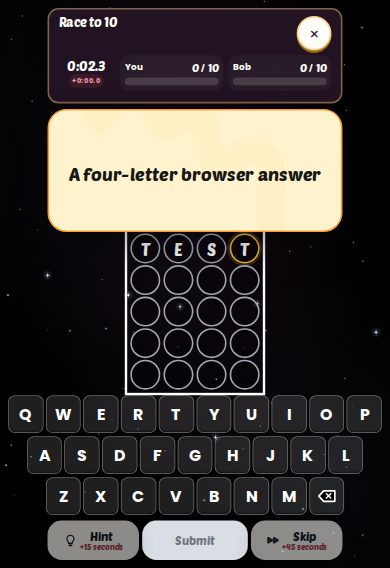 Race to 10
×
0:02.3
+0:00.0
You 0 / 10
Bob 0 / 10
A four-letter browser answer
T E S T
Q W E R T Y U I O P
A S D F G H J K L
Z X C V B N M
Hint
+15 seconds
Submit
Skip
+45 seconds